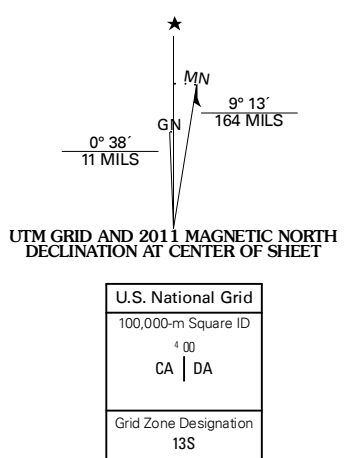 ★
MN
GN
9° 13´
164 MILS
0° 38´
11 MILS
UTM GRID AND 2011 MAGNETIC NORTH
DECLINATION AT CENTER OF SHEET
U.S. National Grid
100,000-m Square ID
4 00
CA DA
Grid Zone Designation
13S